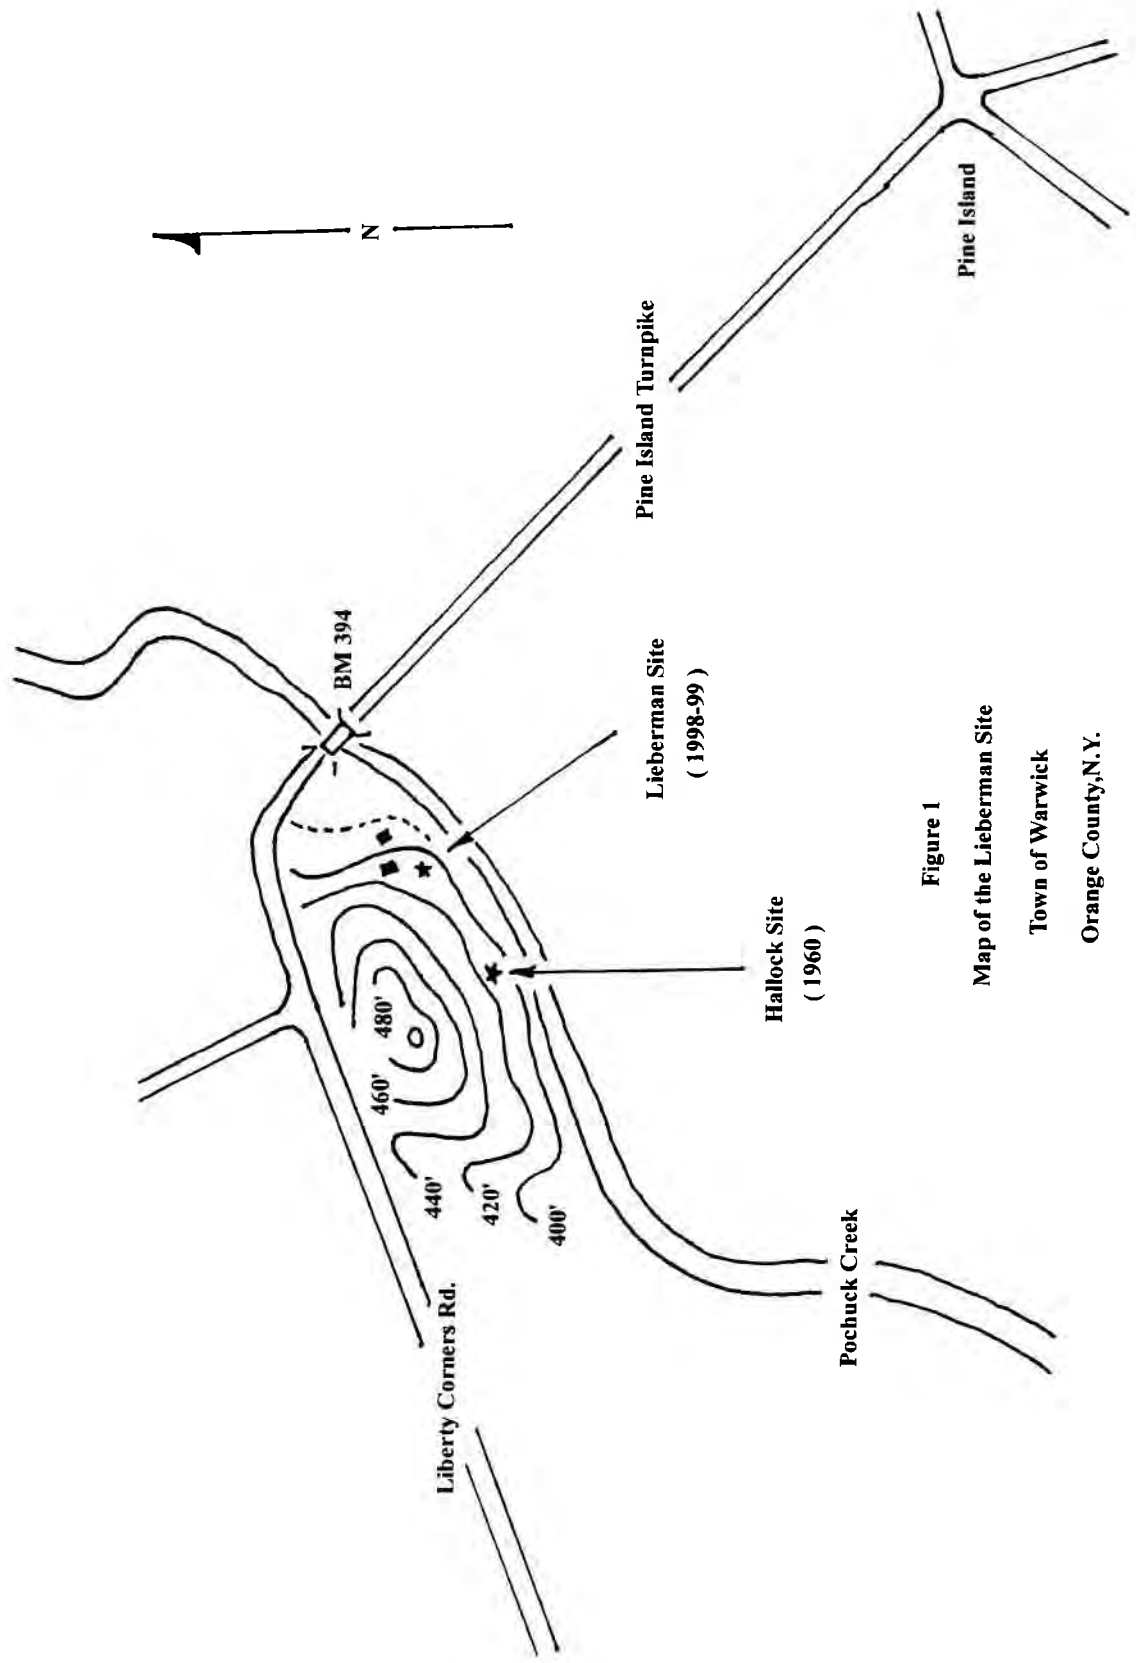 N
BM 394
Pine Island Turnpike
Pine Island
480'
460'
440'
420'
400'
Liberty Corners Rd.
Lieberman Site
( 1998-99 )
Hallock Site
( 1960 )
Pochuck Creek
Figure 1
Map of the Lieberman Site
Town of Warwick
Orange County,N.Y.